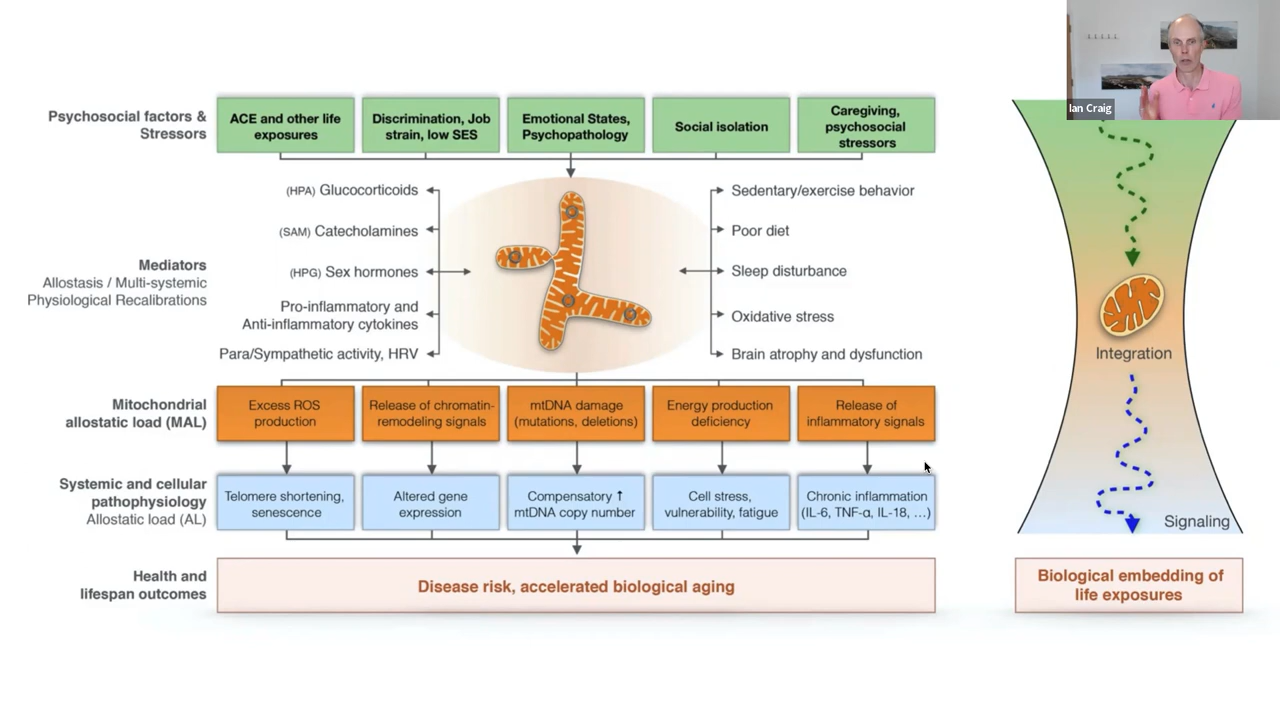 Ian Craig
Psychosocial factors &
Stressors
ACE and other life
exposures
Discrimination, Job
strain, low SES
Emotional States,
Psychopathology
Social isolation
Caregiving,
psychosocial
stressors
Mediators
Allostasis / Multi-systemic
Physiological Recalibrations
(HPA) Glucocorticoids
(SAM) Catecholamines
(HPG) Sex hormones
Pro-inflammatory and
Anti-inflammatory cytokines
Para/Sympathetic activity, HRV
Sedentary/exercise behavior
Poor diet
Sleep disturbance
Oxidative stress
Brain atrophy and dysfunction
Mitochondrial
allostatic load (MAL)
Excess ROS
production
Release of chromatin-
remodeling signals
mtDNA damage
(mutations, deletions)
Energy production
deficiency
Release of
inflammatory signals
Systemic and cellular
pathophysiology
Allostatic load (AL)
Telomere shortening,
senescence
Altered gene
expression
Compensatory ↑
mtDNA copy number
Cell stress,
vulnerability, fatigue
Chronic inflammation
(IL-6, TNF-α, IL-18, …)
Health and
lifespan outcomes
Disease risk, accelerated biological aging
Integration
Signaling
Biological embedding of
life exposures